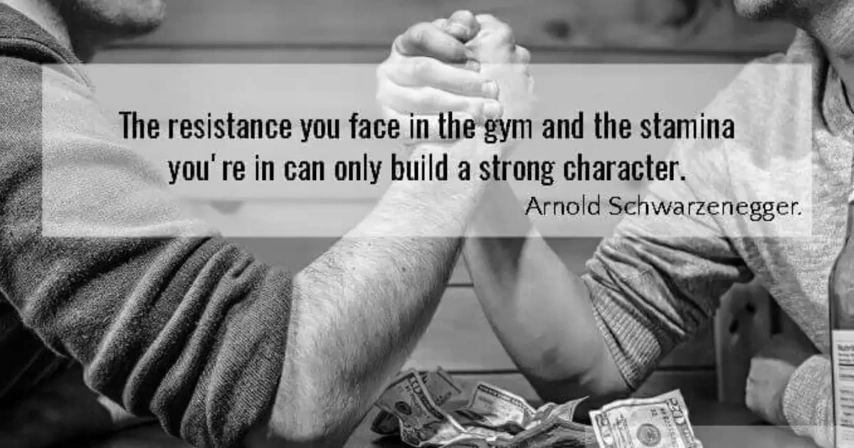 The resistance you face in the gym and the stamina
you're in can only build a strong character.
Arnold Schwarzenegger.
20